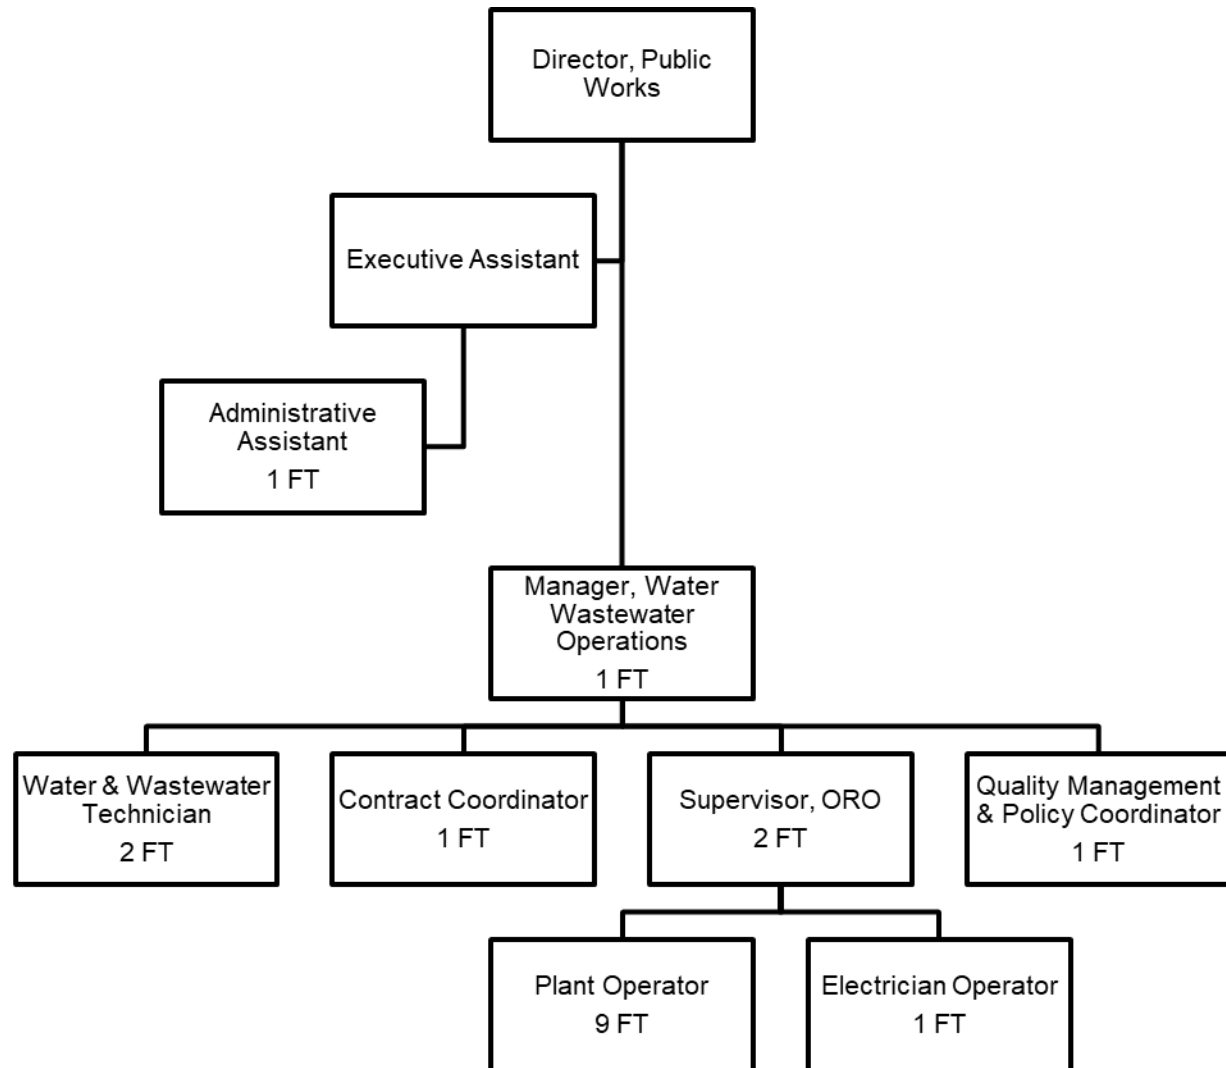 Director, Public
Works
Executive Assistant
Administrative
Assistant
1 FT
Manager, Water
Wastewater
Operations
1 FT
Water & Wastewater
Technician
2 FT
Contract Coordinator
1 FT
Supervisor, ORO
2 FT
Quality Management
& Policy Coordinator
1 FT
Plant Operator
9 FT
Electrician Operator
1 FT